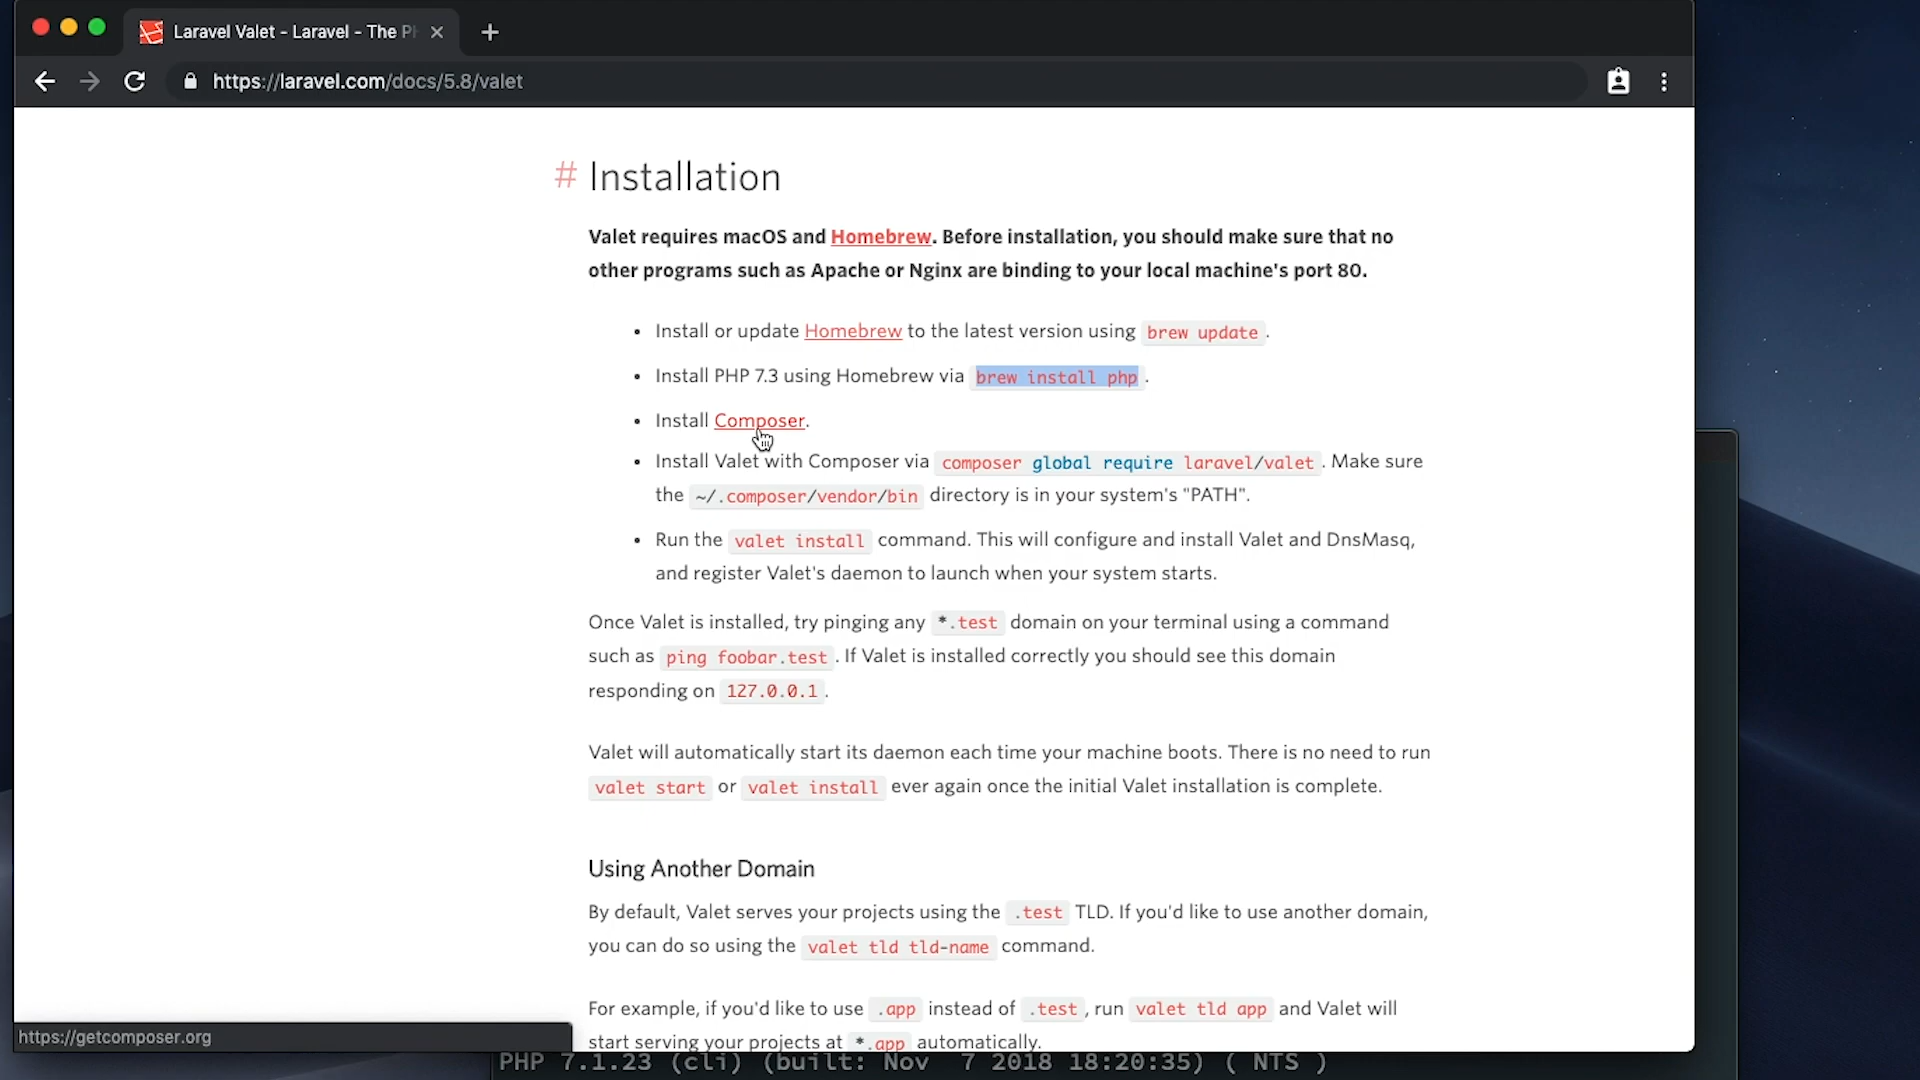 Laravel Valet - Laravel - The PH
https://laravel.com/docs/5.8/valet
# Installation
Valet requires macOS and Homebrew. Before installation, you should make sure that no
other programs such as Apache or Nginx are binding to your local machine's port 80.
• Install or update Homebrew to the latest version using brew update.
• Install PHP 7.3 using Homebrew via brew install php.
• Install Composer.
• Install Valet with Composer via composer global require laravel/valet. Make sure
the ~/.composer/vendor/bin directory is in your system's "PATH".
• Run the valet install command. This will configure and install Valet and DnsMasq,
and register Valet's daemon to launch when your system starts.
Once Valet is installed, try pinging any *.test domain on your terminal using a command
such as ping foobar.test. If Valet is installed correctly you should see this domain
responding on 127.0.0.1.
Valet will automatically start its daemon each time your machine boots. There is no need to run
valet start or valet install ever again once the initial Valet installation is complete.
Using Another Domain
By default, Valet serves your projects using the .test TLD. If you'd like to use another domain,
you can do so using the valet tld tld-name command.
For example, if you'd like to use .app instead of .test, run valet tld app and Valet will
start serving your projects at *.app automatically.
https://getcomposer.org
PHP 7.1.23 (cli) (built: Nov 7 2018 18:20:35) ( NTS )